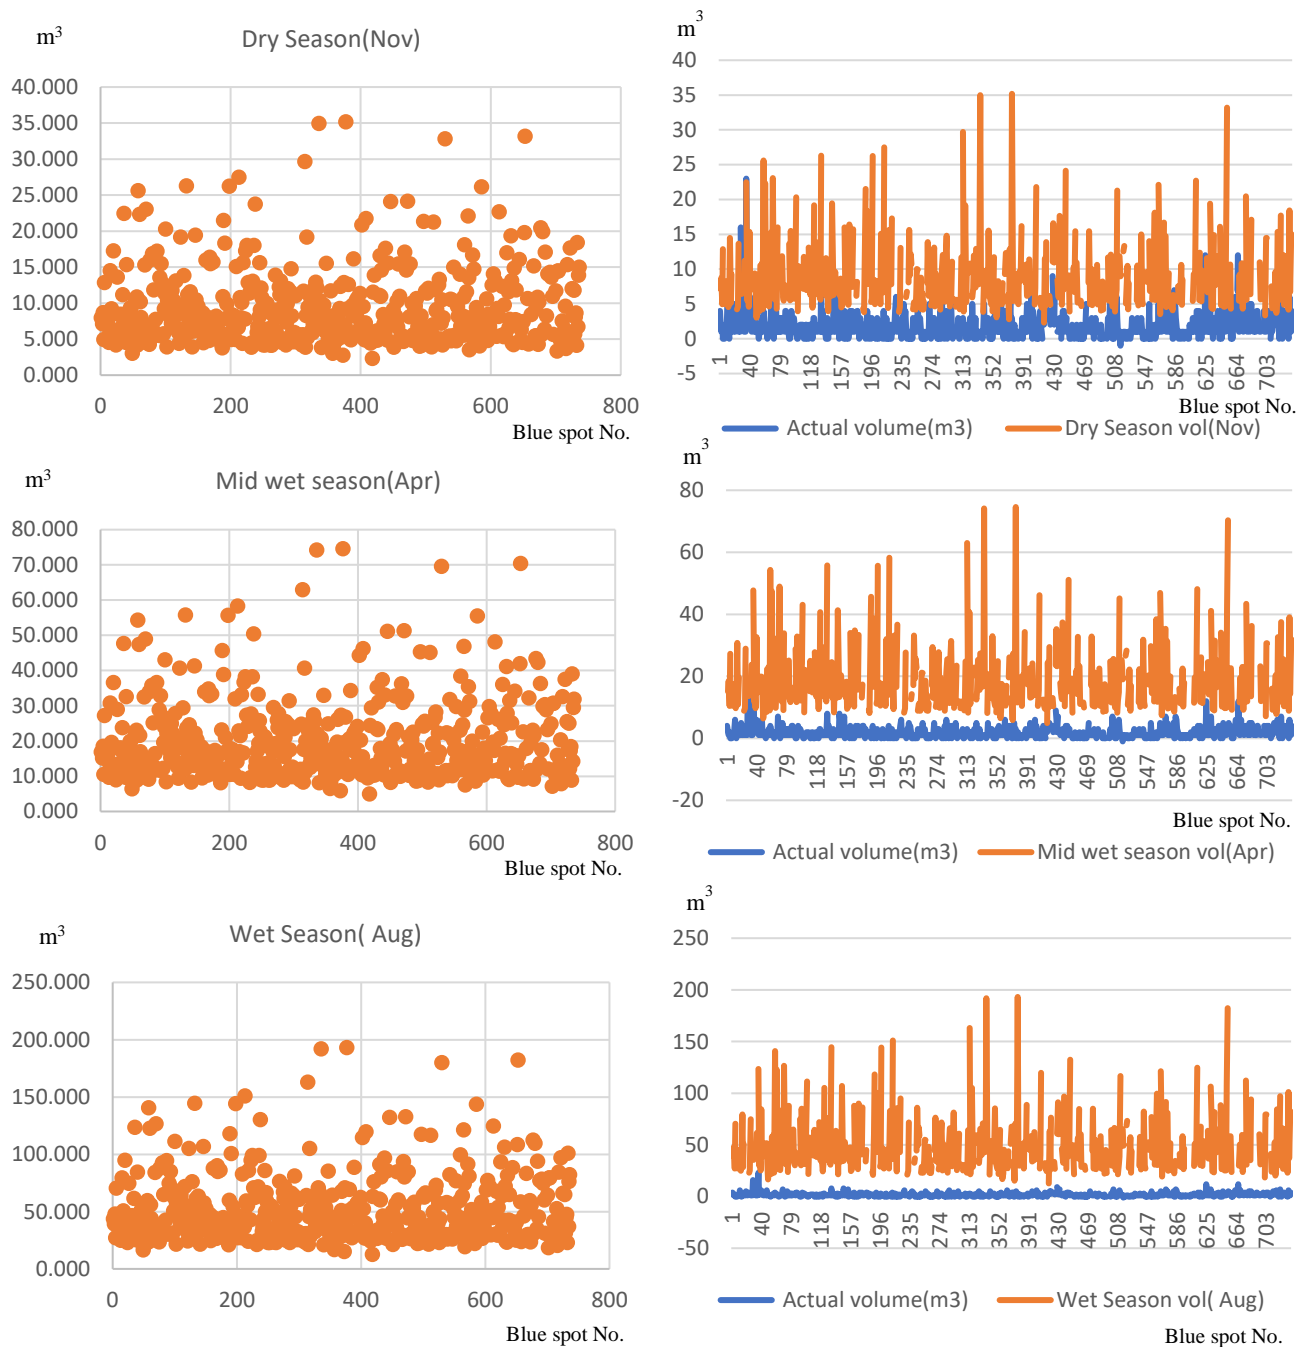 m³
Dry Season(Nov)
40.000
35.000
30.000
25.000
20.000
15.000
10.000
5.000
0.000
0 200 400 600 800
Blue spot No.
m³
40
35
30
25
20
15
10
5
0
-5
1 40 79 118 157 196 235 274 313 352 391 430 469 508 547 586 625 664 703
Blue spot No.
Actual volume(m3) Dry Season vol(Nov)
m³
Mid wet season(Apr)
80.000
70.000
60.000
50.000
40.000
30.000
20.000
10.000
0.000
0 200 400 600 800
Blue spot No.
m³
80
60
40
20
0
-20
1 40 79 118 157 196 235 274 313 352 391 430 469 508 547 586 625 664 703
Blue spot No.
Actual volume(m3) Mid wet season vol(Apr)
m³
Wet Season( Aug)
250.000
200.000
150.000
100.000
50.000
0.000
0 200 400 600 800
Blue spot No.
m³
250
200
150
100
50
0
-50
1 40 79 118 157 196 235 274 313 352 391 430 469 508 547 586 625 664 703
Actual volume(m3) Wet Season vol( Aug)
Blue spot No.